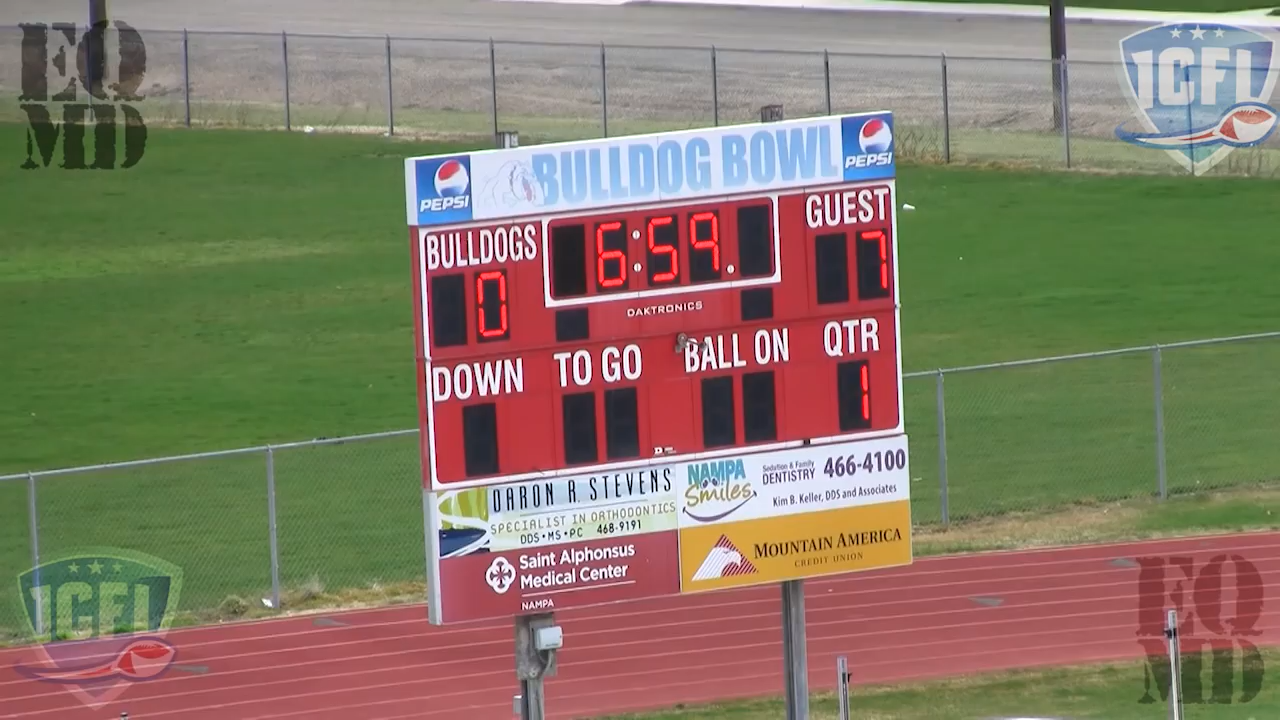 EQ
MD
1CFL
PEPSI
BULLDOG BOWL
PEPSI
BULLDOGS
6:59.
GUEST
0
7
DAKTRONICS
DOWN
TO GO
BALL ON
QTR
1
DARON R STEVENS
SPECIALIST IN ORTHODONTICS
DDS•MS•PC 468-9191
NAMPA
Smiles
Sedation & Family
DENTISTRY
466-4100
Kim B. Keller, DDS and Associates
Saint Alphonsus
Medical Center
NAMPA
MOUNTAIN AMERICA
CREDIT UNION
1CFL
EQ
MD